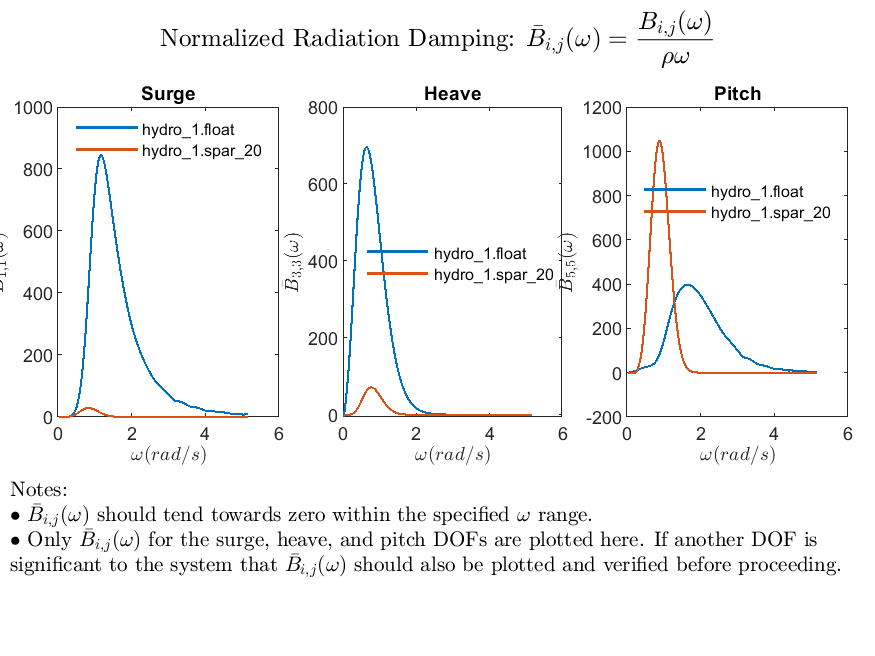 Normalized Radiation Damping: B̄i,j(ω) = Bi,j(ω) / ρω
Surge
1000
800
600
400
200
0
0 2 4 6
B̄1,1(ω)
ω(rad/s)
hydro_1.float
hydro_1.spar_20
Heave
800
600
400
200
0
0 2 4 6
B̄3,3(ω)
ω(rad/s)
hydro_1.float
hydro_1.spar_20
Pitch
1200
1000
800
600
400
200
0
-200
0 2 4 6
B̄5,5(ω)
ω(rad/s)
hydro_1.float
hydro_1.spar_20
Notes:
• B̄i,j(ω) should tend towards zero within the specified ω range.
• Only B̄i,j(ω) for the surge, heave, and pitch DOFs are plotted here. If another DOF is
significant to the system that B̄i,j(ω) should also be plotted and verified before proceeding.